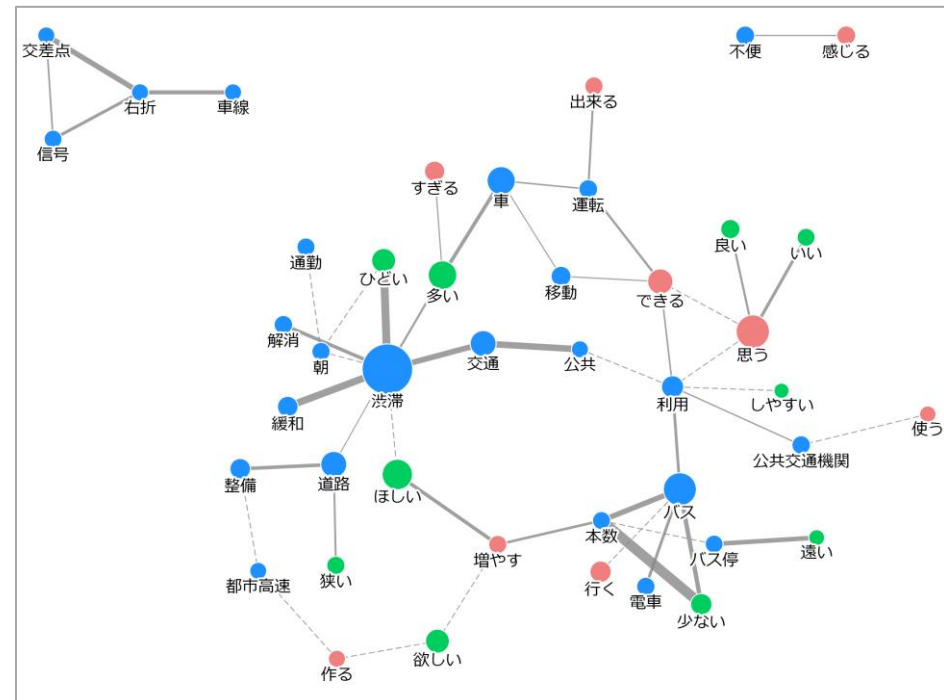 交差点
不便
感じる
右折
車線
出来る
信号
すぎる
車
運転
良い
いい
通勤
ひどい
多い
移動
できる
解消
朝
交通
公共
思う
渋滞
緩和
利用
しやすい
使う
公共交通機関
整備
道路
ほしい
バス
本数
バス停
遠い
増やす
都市高速
狭い
行く
電車
少ない
欲しい
作る